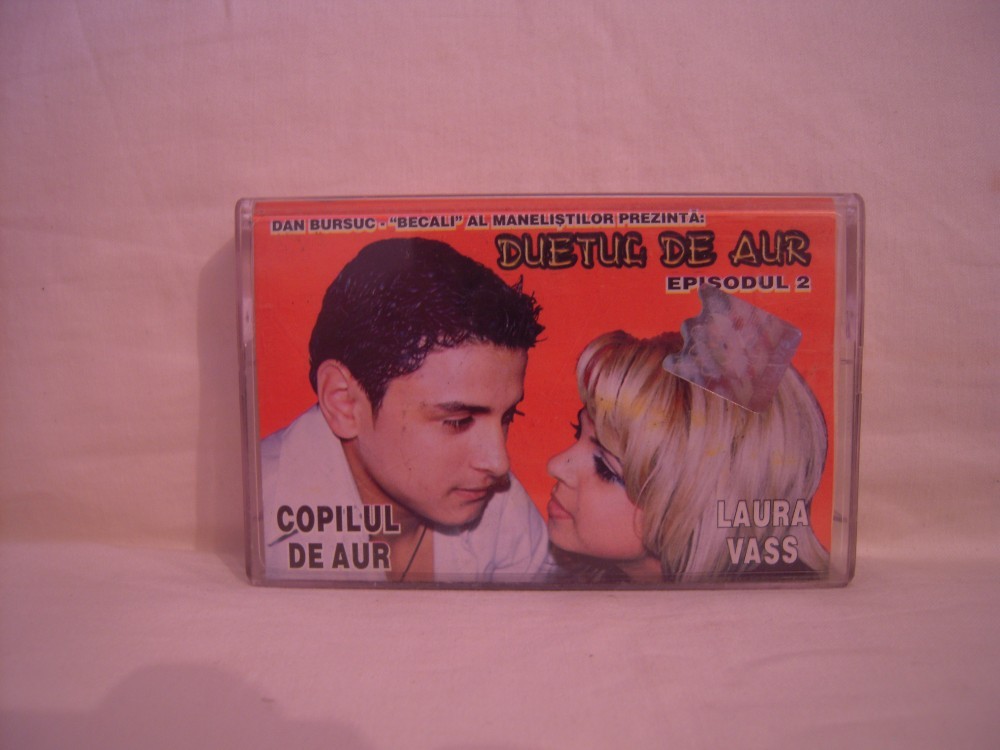 DAN BURSUC - "BECALI" AL MANELIȘTILOR PREZINTĂ:
DUETUL DE AUR
EPISODUL 2
COPILUL
DE AUR
LAURA
VASS